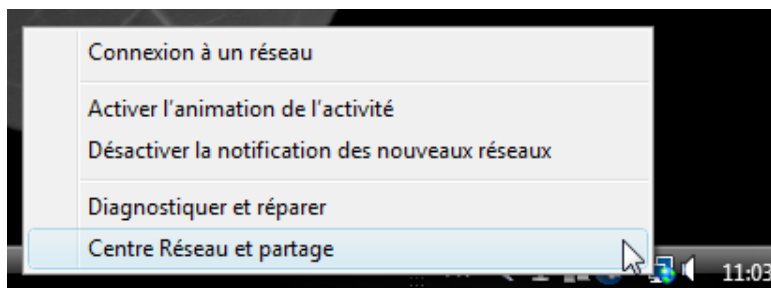 Connexion à un réseau
Activer l'animation de l'activité
Désactiver la notification des nouveaux réseaux
Diagnostiquer et réparer
Centre Réseau et partage
11:03